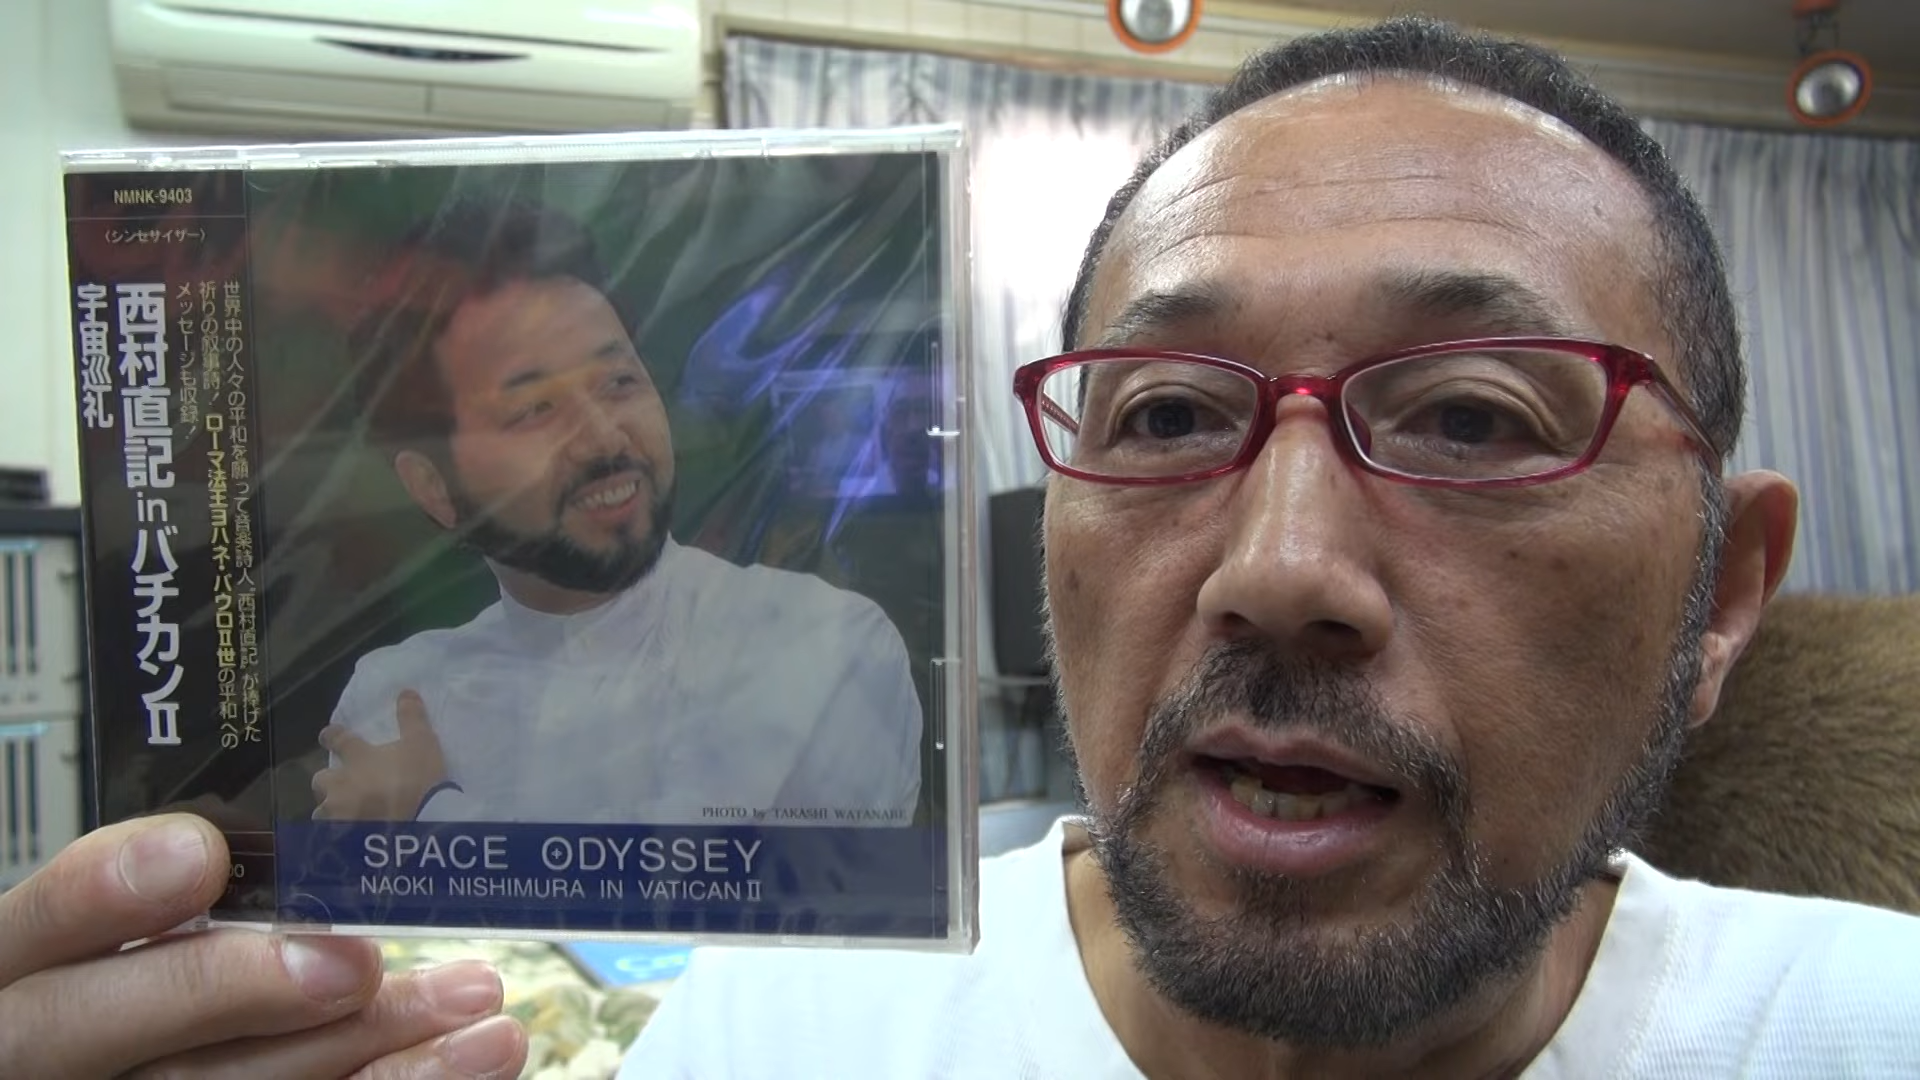 NMNK-9403
〈シンセサイザー〉
世界中の人々の平和を願って音楽詩人“西村直記”が捧げた
祈りの叙事詩！ローマ法王ヨハネ・パウロⅡ世の平和への
メッセージも収録！
西村直記inバチカンⅡ
宇宙巡礼
PHOTO by TAKASHI WATANABE
SPACE ODYSSEY
NAOKI NISHIMURA IN VATICAN Ⅱ